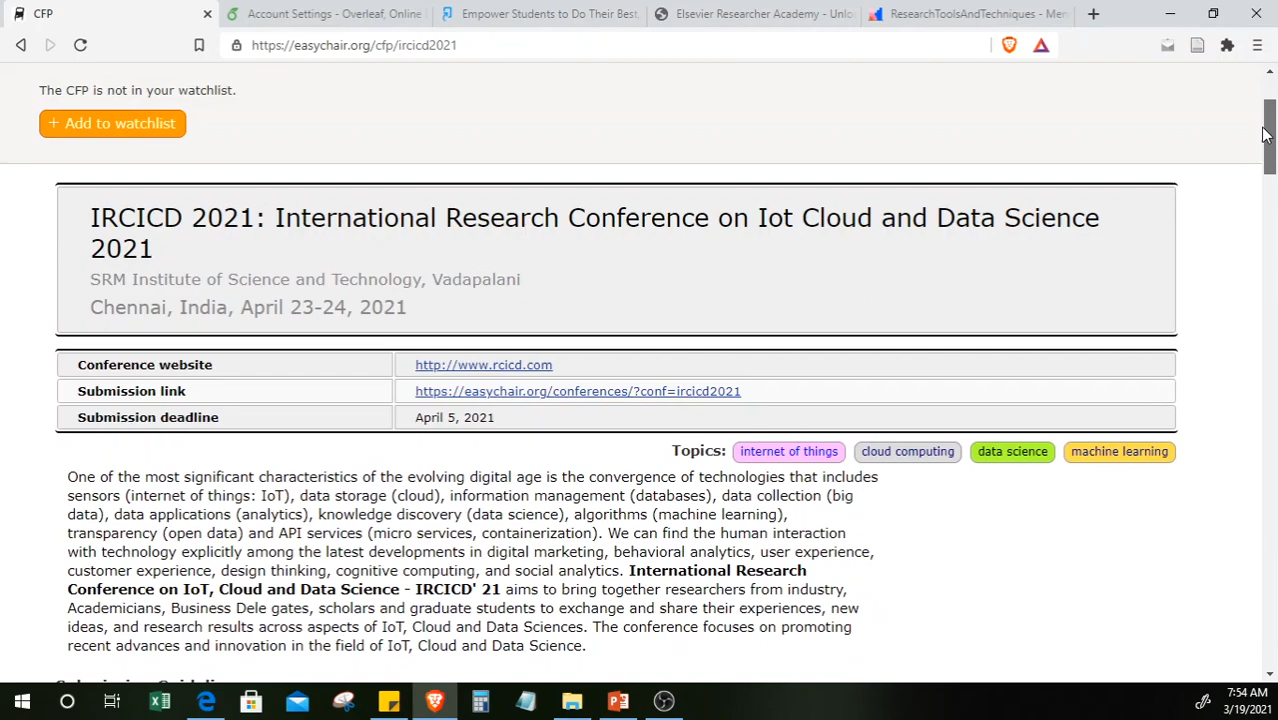 CFP
Account Settings - Overleaf, Online
Empower Students to Do Their Best,
Elsevier Researcher Academy - Unlo
ResearchToolsAndTechniques - Men
https://easychair.org/cfp/ircicd2021
The CFP is not in your watchlist.
+ Add to watchlist
IRCICD 2021: International Research Conference on Iot Cloud and Data Science
2021
SRM Institute of Science and Technology, Vadapalani
Chennai, India, April 23-24, 2021
Conference website http://www.rcicd.com
Submission link https://easychair.org/conferences/?conf=ircicd2021
Submission deadline April 5, 2021
Topics: internet of things cloud computing data science machine learning
One of the most significant characteristics of the evolving digital age is the convergence of technologies that includes
sensors (internet of things: IoT), data storage (cloud), information management (databases), data collection (big
data), data applications (analytics), knowledge discovery (data science), algorithms (machine learning),
transparency (open data) and API services (micro services, containerization). We can find the human interaction
with technology explicitly among the latest developments in digital marketing, behavioral analytics, user experience,
customer experience, design thinking, cognitive computing, and social analytics. International Research
Conference on IoT, Cloud and Data Science - IRCICD' 21 aims to bring together researchers from industry,
Academicians, Business Dele gates, scholars and graduate students to exchange and share their experiences, new
ideas, and research results across aspects of IoT, Cloud and Data Sciences. The conference focuses on promoting
recent advances and innovation in the field of IoT, Cloud and Data Science.
7:54 AM
3/19/2021